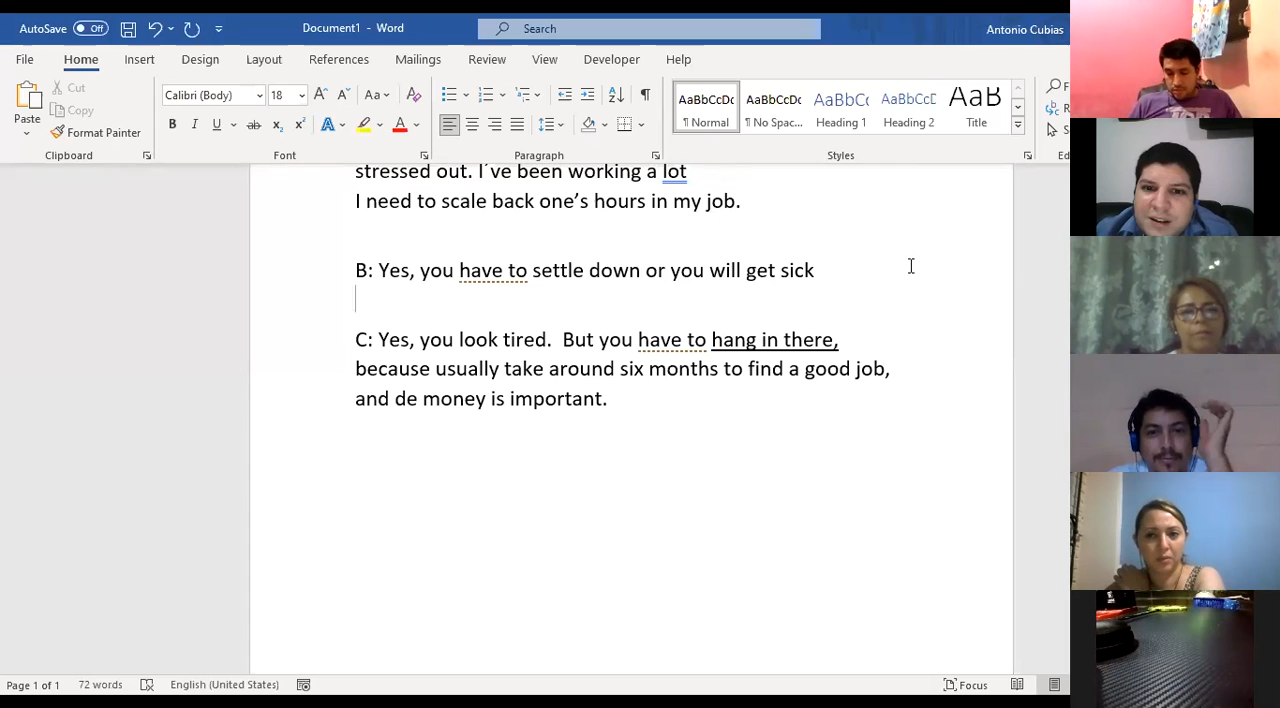 AutoSave Off Document1 - Word Search Antonio Cubias
File Home Insert Design Layout References Mailings Review View Developer Help
Paste Cut Copy Format Painter
Calibri (Body) 18
AaBbCcDc ¶ Normal AaBbCcDc ¶ No Spac... AaBbCc Heading 1 AaBbCcD Heading 2 AaB Title
Clipboard Font Paragraph Styles Ed
stressed out. I´ve been working a lot
I need to scale back one’s hours in my job.
B: Yes, you have to settle down or you will get sick
C: Yes, you look tired. But you have to hang in there,
because usually take around six months to find a good job,
and de money is important.
Page 1 of 1 72 words English (United States) Focus